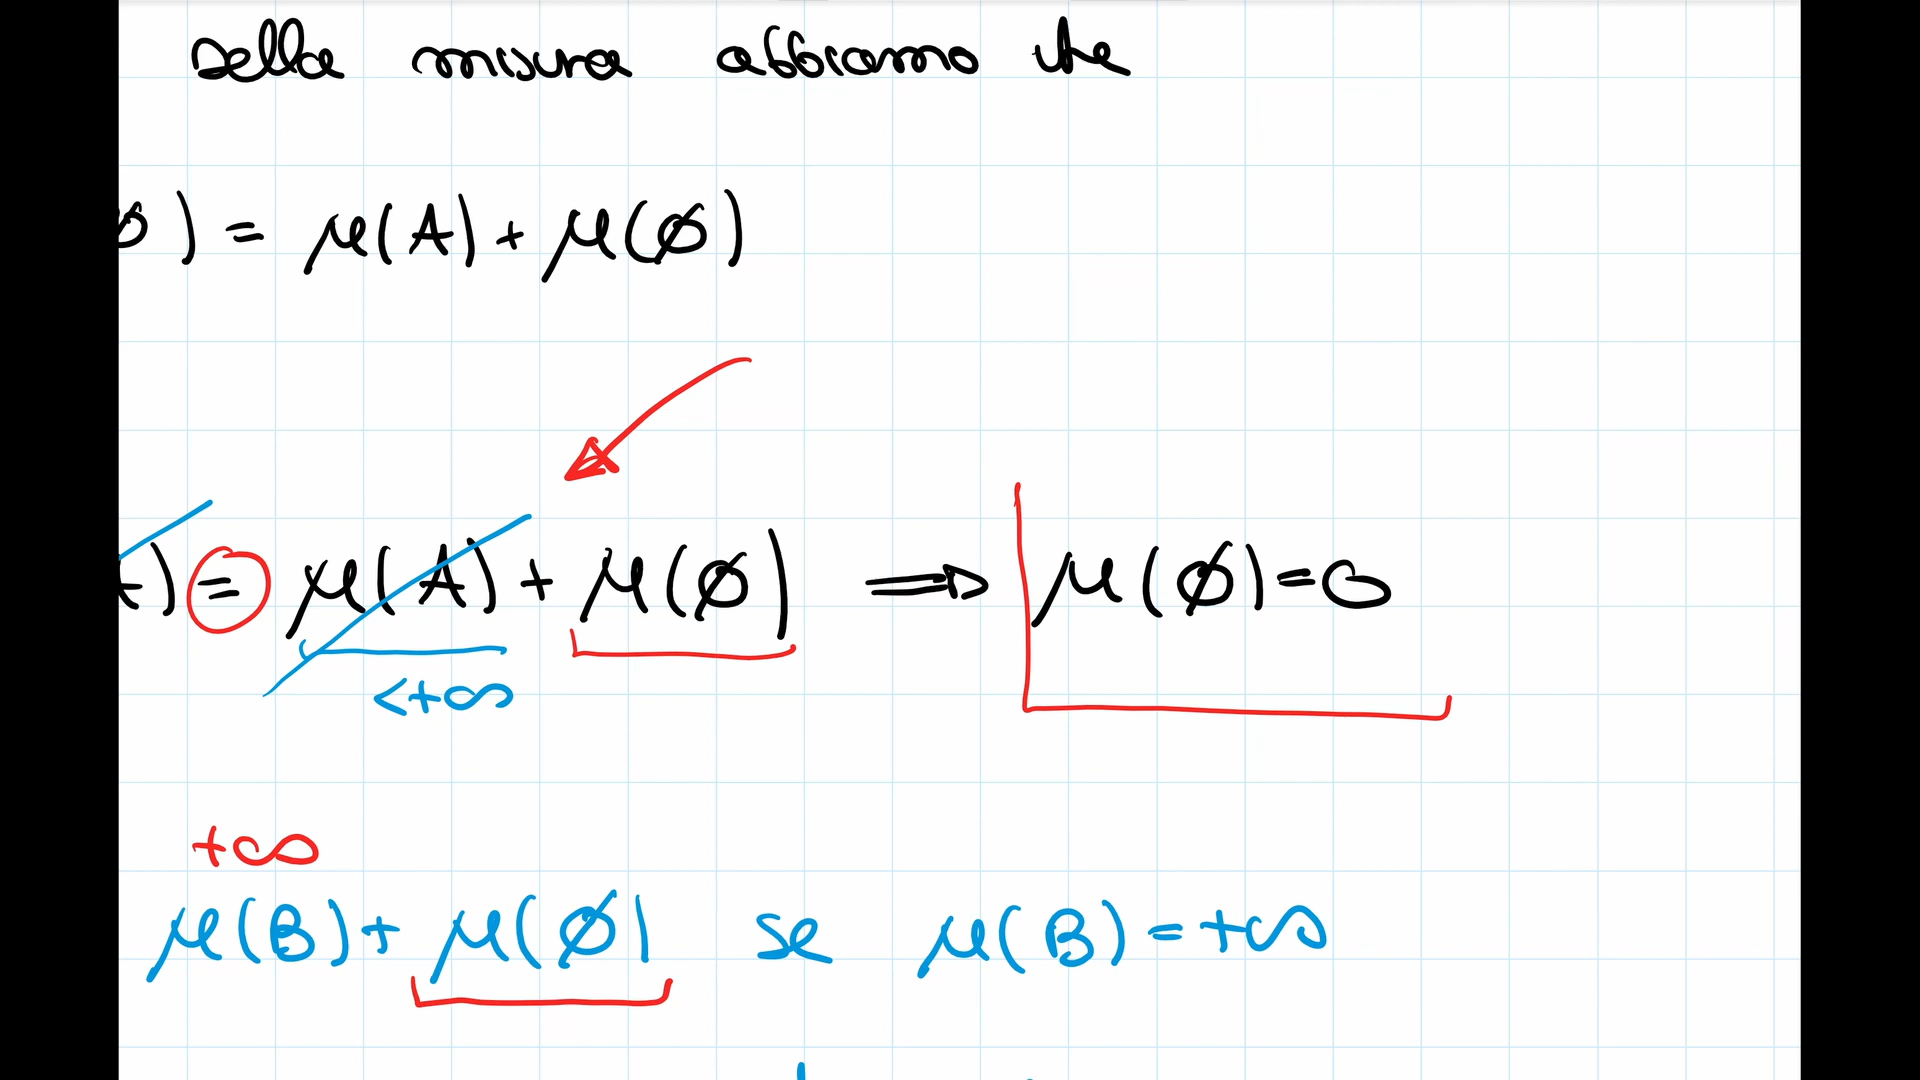 della misura abbiamo che
∅) = μ(A) + μ(∅)
) = μ(A) + μ(∅) ⟹ μ(∅)=0
<+∞
+∞
μ(B) + μ(∅) se μ(B) = +∞